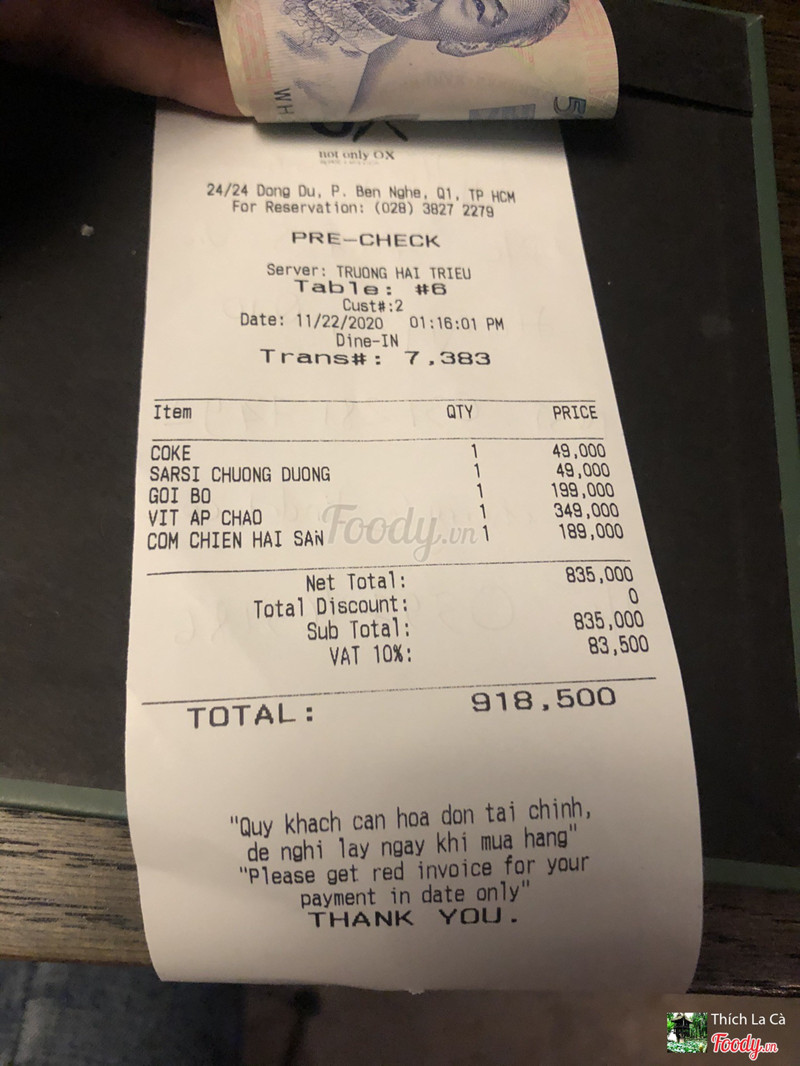 WH
5
OX
not only OX
24/24 Dong Du, P. Ben Nghe, Q1, TP HCM
For Reservation: (028) 3827 2279
PRE-CHECK
Server: TRUONG HAI TRIEU
Table: #6
Cust#:2
Date: 11/22/2020 01:16:01 PM
Dine-IN
Trans#: 7,383
Item QTY PRICE
COKE 1 49,000
SARSI CHUONG DUONG 1 49,000
GOI BO 1 199,000
VIT AP CHAO 1 349,000
COM CHIEN HAI SAN 1 189,000
Foody.vn
Net Total: 835,000
Total Discount: 0
Sub Total: 835,000
VAT 10%: 83,500
TOTAL: 918,500
"Quy khach can hoa don tai chinh,
de nghi lay ngay khi mua hang"
"Please get red invoice for your
payment in date only"
THANK YOU.
Thích La Cà
Foody.vn